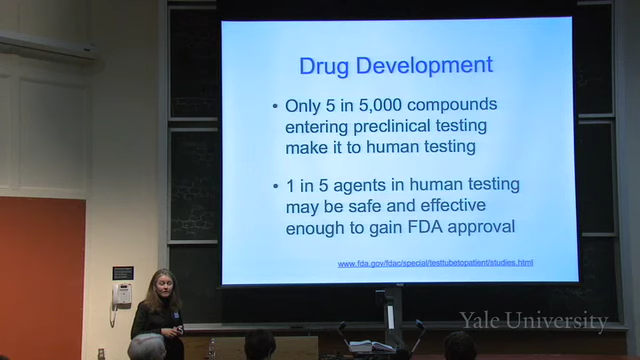 Drug Development
• Only 5 in 5,000 compounds
entering preclinical testing
make it to human testing
• 1 in 5 agents in human testing
may be safe and effective
enough to gain FDA approval
www.fda.gov/fdac/special/testtubetopatient/studies.html
Yale University